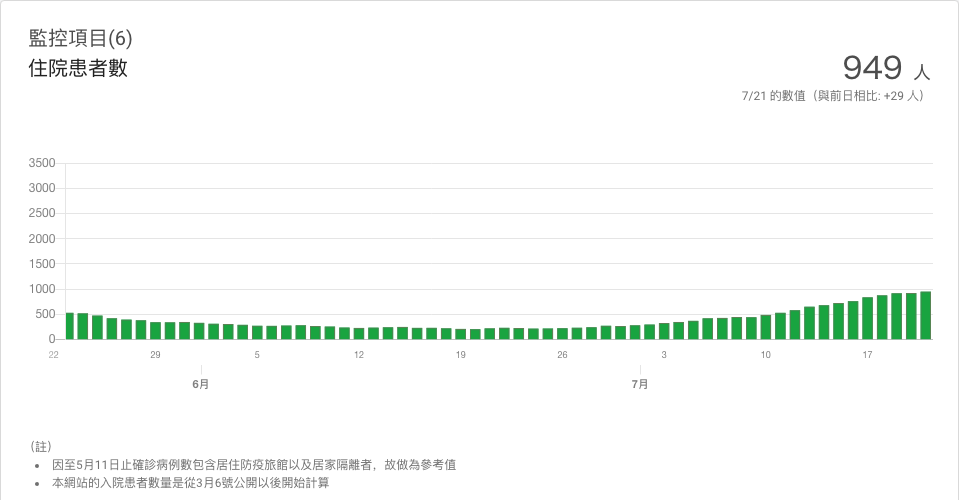 監控項目(6)
住院患者數
949 人
7/21 的數值（與前日相比: +29 人）
3500
3000
2500
2000
1500
1000
500
0
22 29 5 12 19 26 3 10 17
6月 7月
（註）
• 因至5月11日止確診病例數包含居住防疫旅館以及居家隔離者，故做為參考值
• 本網站的入院患者數量是從3月6號公開以後開始計算